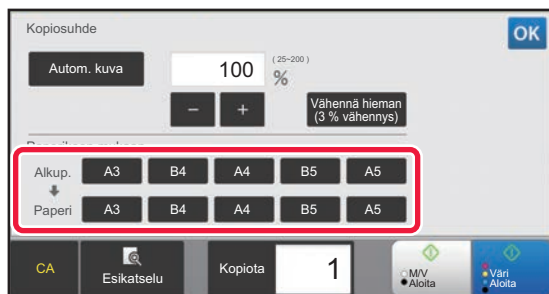 Kopiosuhde
OK
Autom. kuva
100
(25~200)
%
−
+
Vähennä hieman
(3 % vähennys)
Alkup.
A3
B4
A4
B5
A5
Paperi
A3
B4
A4
B5
A5
CA
Esikatselu
Kopiota
1
M/V
Aloita
Väri
Aloita